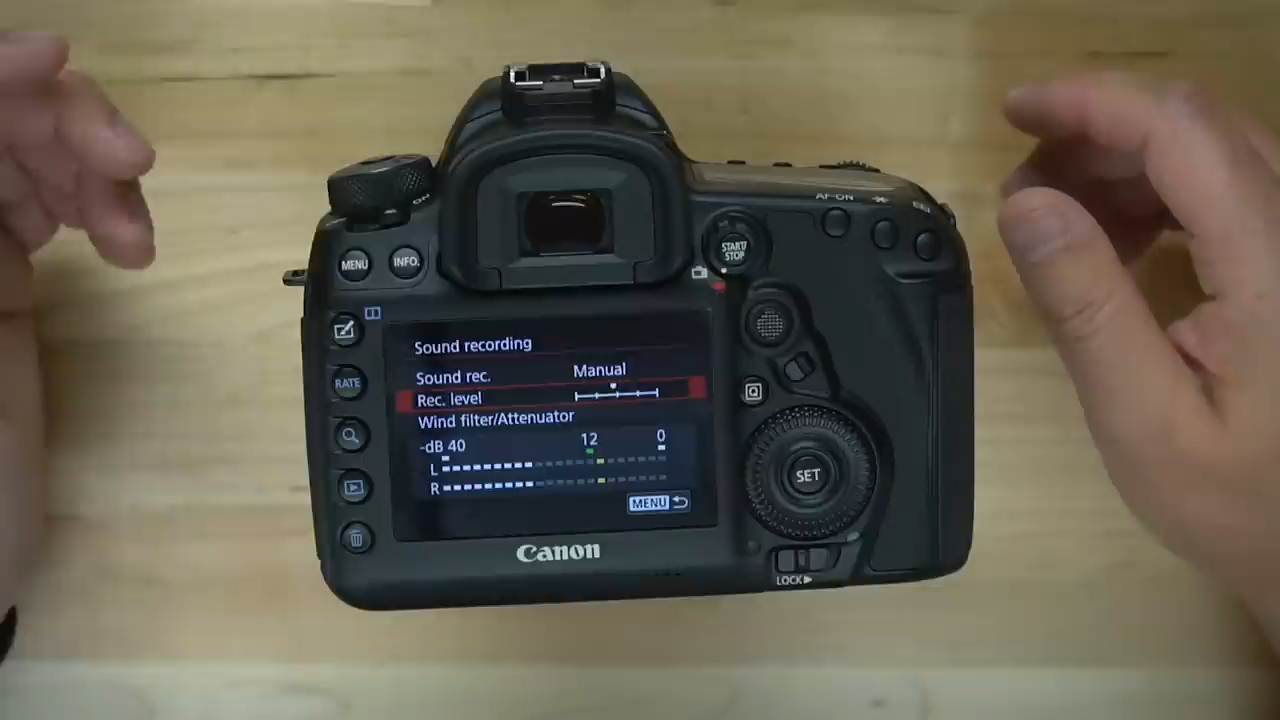 ON
AF-ON
MENU
INFO.
START/
STOP
RATE
Q
SET
Sound recording
Sound rec. Manual
Rec. level
Wind filter/Attenuator
-dB 40 12 0
L
R
MENU
Canon
LOCK▶